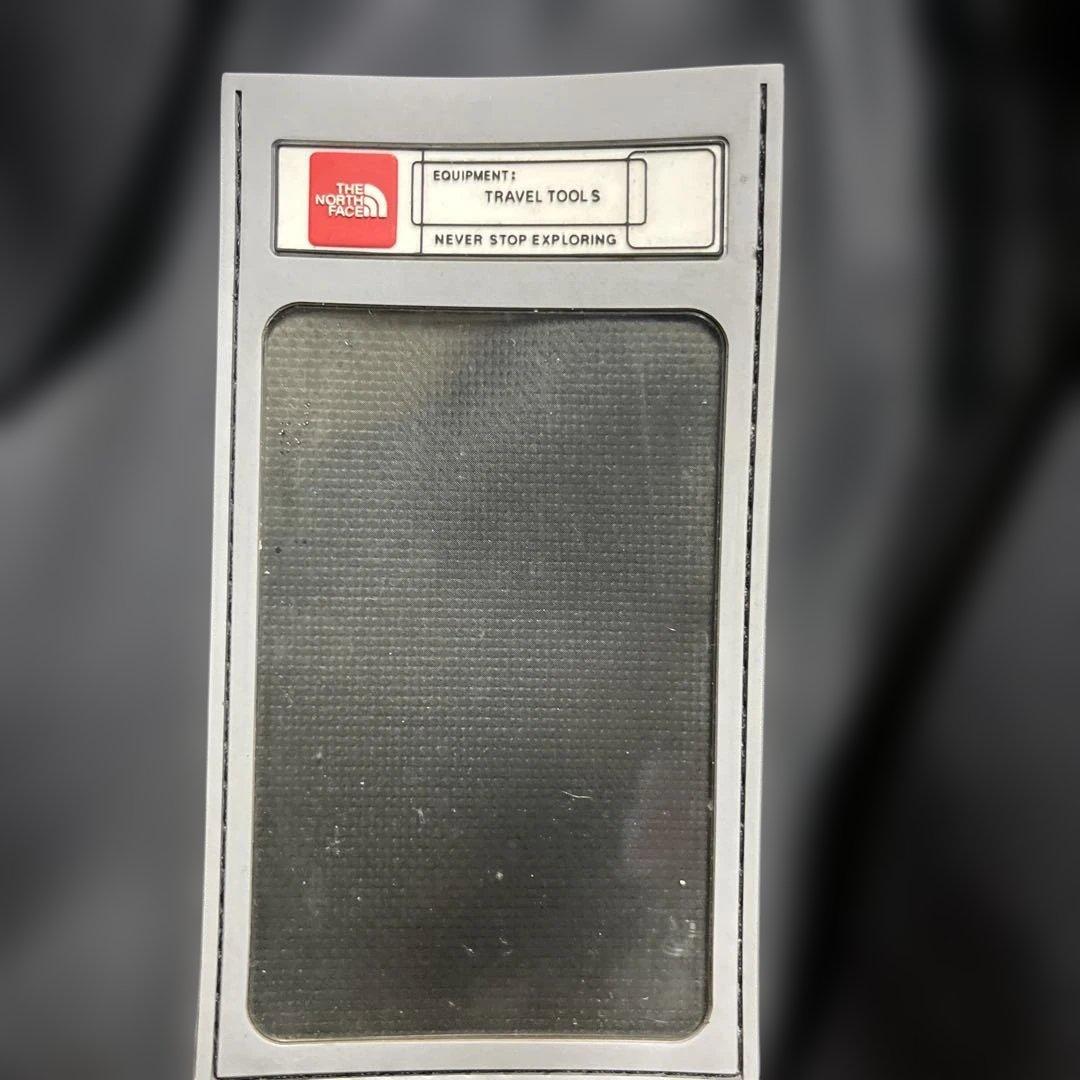 THE
NORTH
FACE
EQUIPMENT:
TRAVEL TOOLS
NEVER STOP EXPLORING